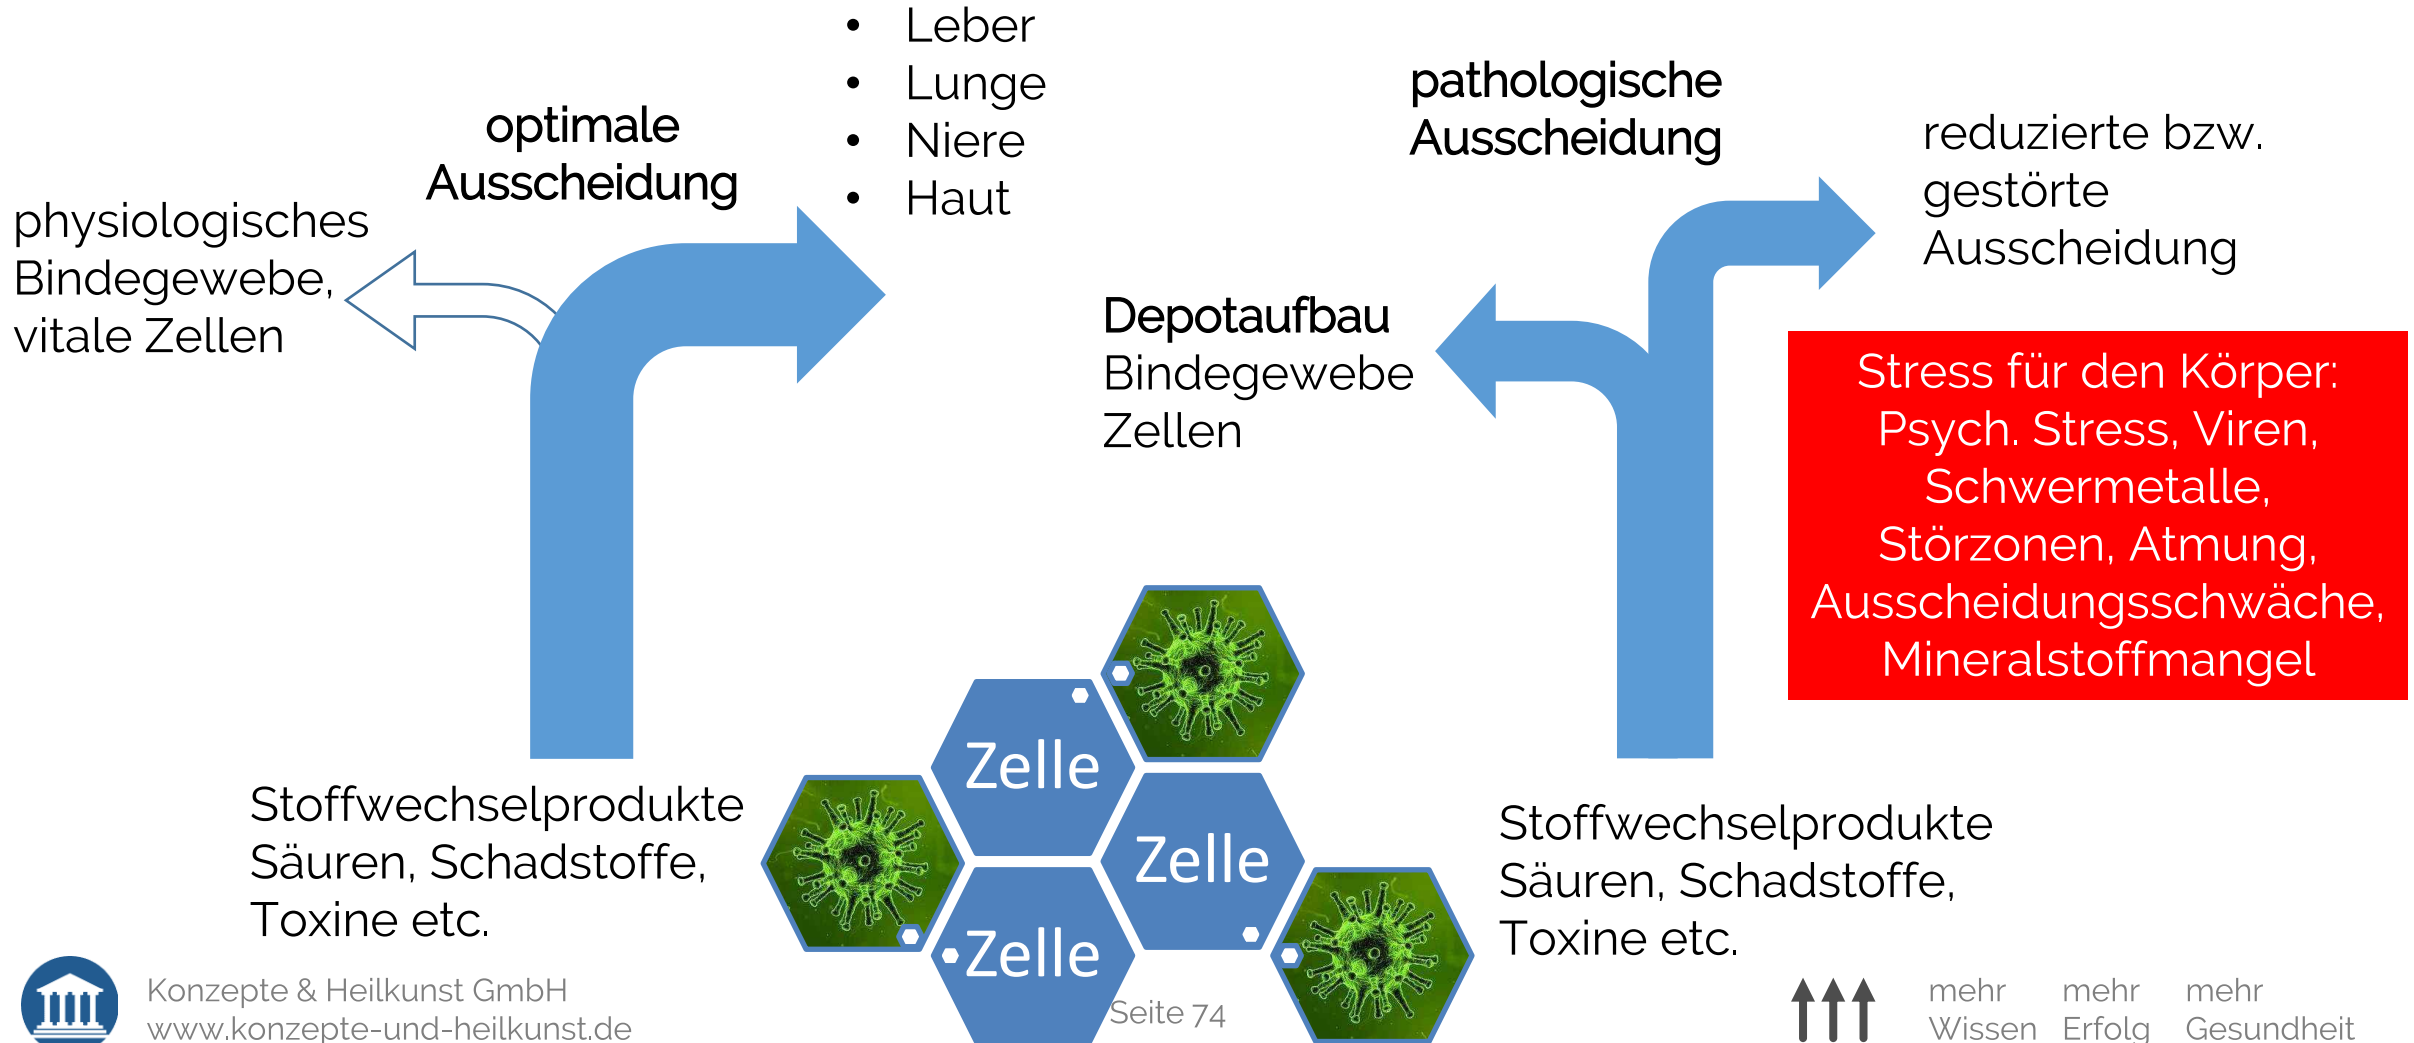 • Leber
• Lunge
• Niere
• Haut
optimale
Ausscheidung
physiologisches
Bindegewebe,
vitale Zellen
pathologische
Ausscheidung
reduzierte bzw.
gestörte
Ausscheidung
Depotaufbau
Bindegewebe
Zellen
Stress für den Körper:
Psych. Stress, Viren,
Schwermetalle,
Störzonen, Atmung,
Ausscheidungsschwäche,
Mineralstoffmangel
Zelle
Zelle
Zelle
Stoffwechselprodukte
Säuren, Schadstoffe,
Toxine etc.
Stoffwechselprodukte
Säuren, Schadstoffe,
Toxine etc.
Konzepte & Heilkunst GmbH
www.konzepte-und-heilkunst.de
Seite 74
mehr mehr mehr
Wissen Erfolg Gesundheit